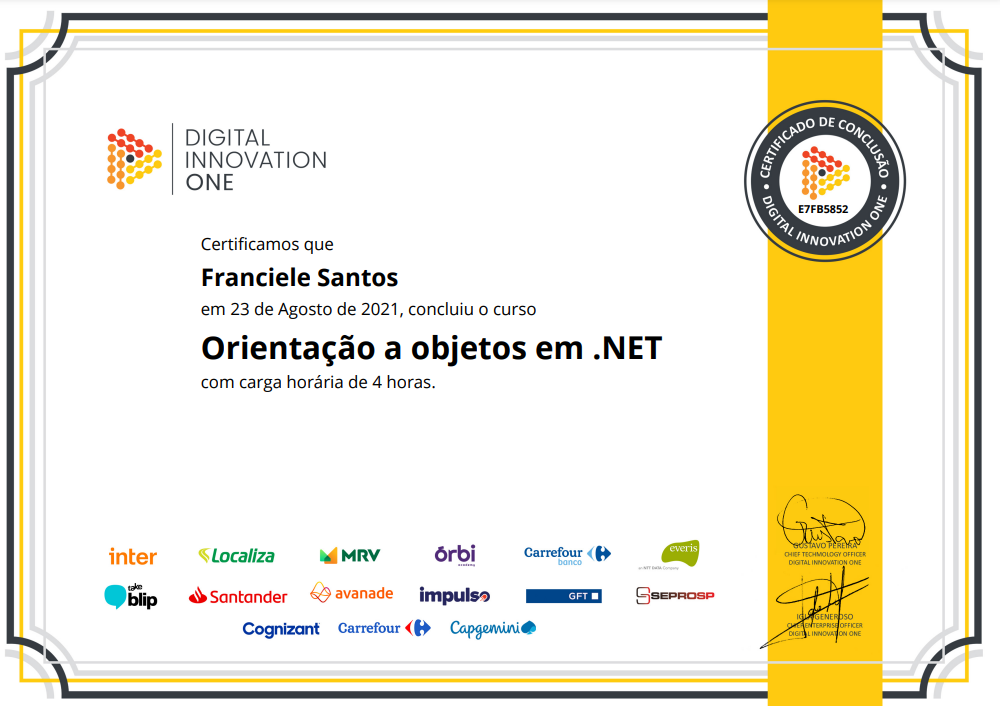 DIGITAL
INNOVATION
ONE
CERTIFICADO DE CONCLUSÃO
E7FB5852
DIGITAL INNOVATION ONE
Certificamos que
Franciele Santos
em 23 de Agosto de 2021, concluiu o curso
Orientação a objetos em .NET
com carga horária de 4 horas.
inter
Localiza
MRV
órbi
academy
Carrefour
banco
everis
an NTT DATA Company
take
blip
Santander
avanade
impulso
GFT
SEPROSP
Cognizant
Carrefour
Capgemini
GUSTAVO PEREIRA
CHIEF TECHNOLOGY OFFICER
DIGITAL INNOVATION ONE
GENEROSO
CHIEF ENTERPRISE OFFICER
DIGITAL INNOVATION ONE